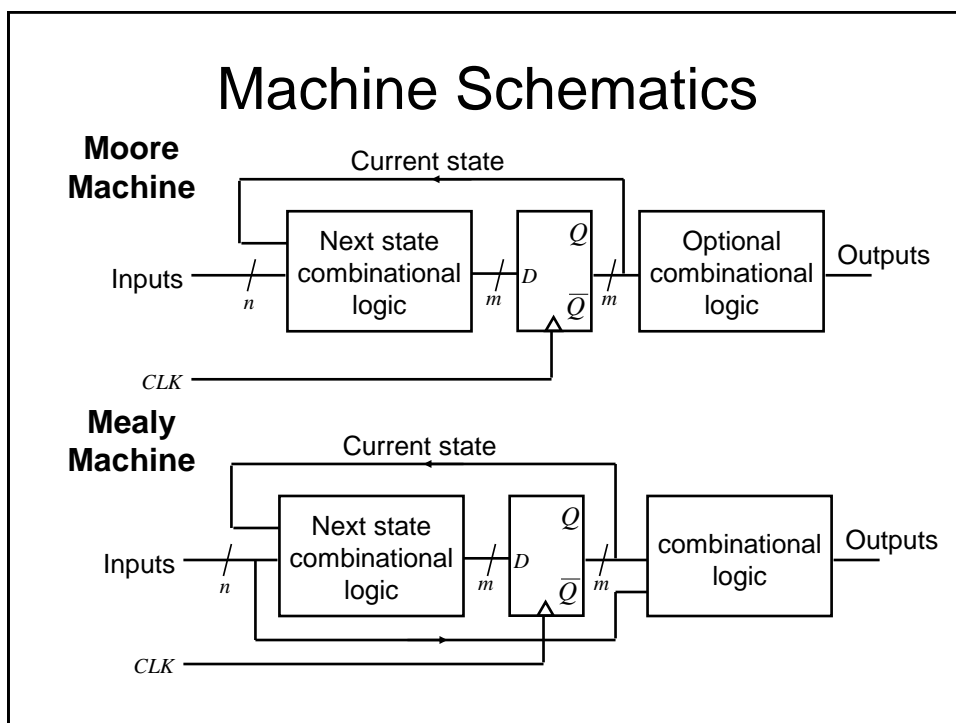 Machine Schematics
Moore
Machine
Current state
Inputs
n
Next state
combinational
logic
m
D
Q
Q̅
m
Optional
combinational
logic
Outputs
CLK
Mealy
Machine
Current state
Inputs
n
Next state
combinational
logic
m
D
Q
Q̅
m
combinational
logic
Outputs
CLK